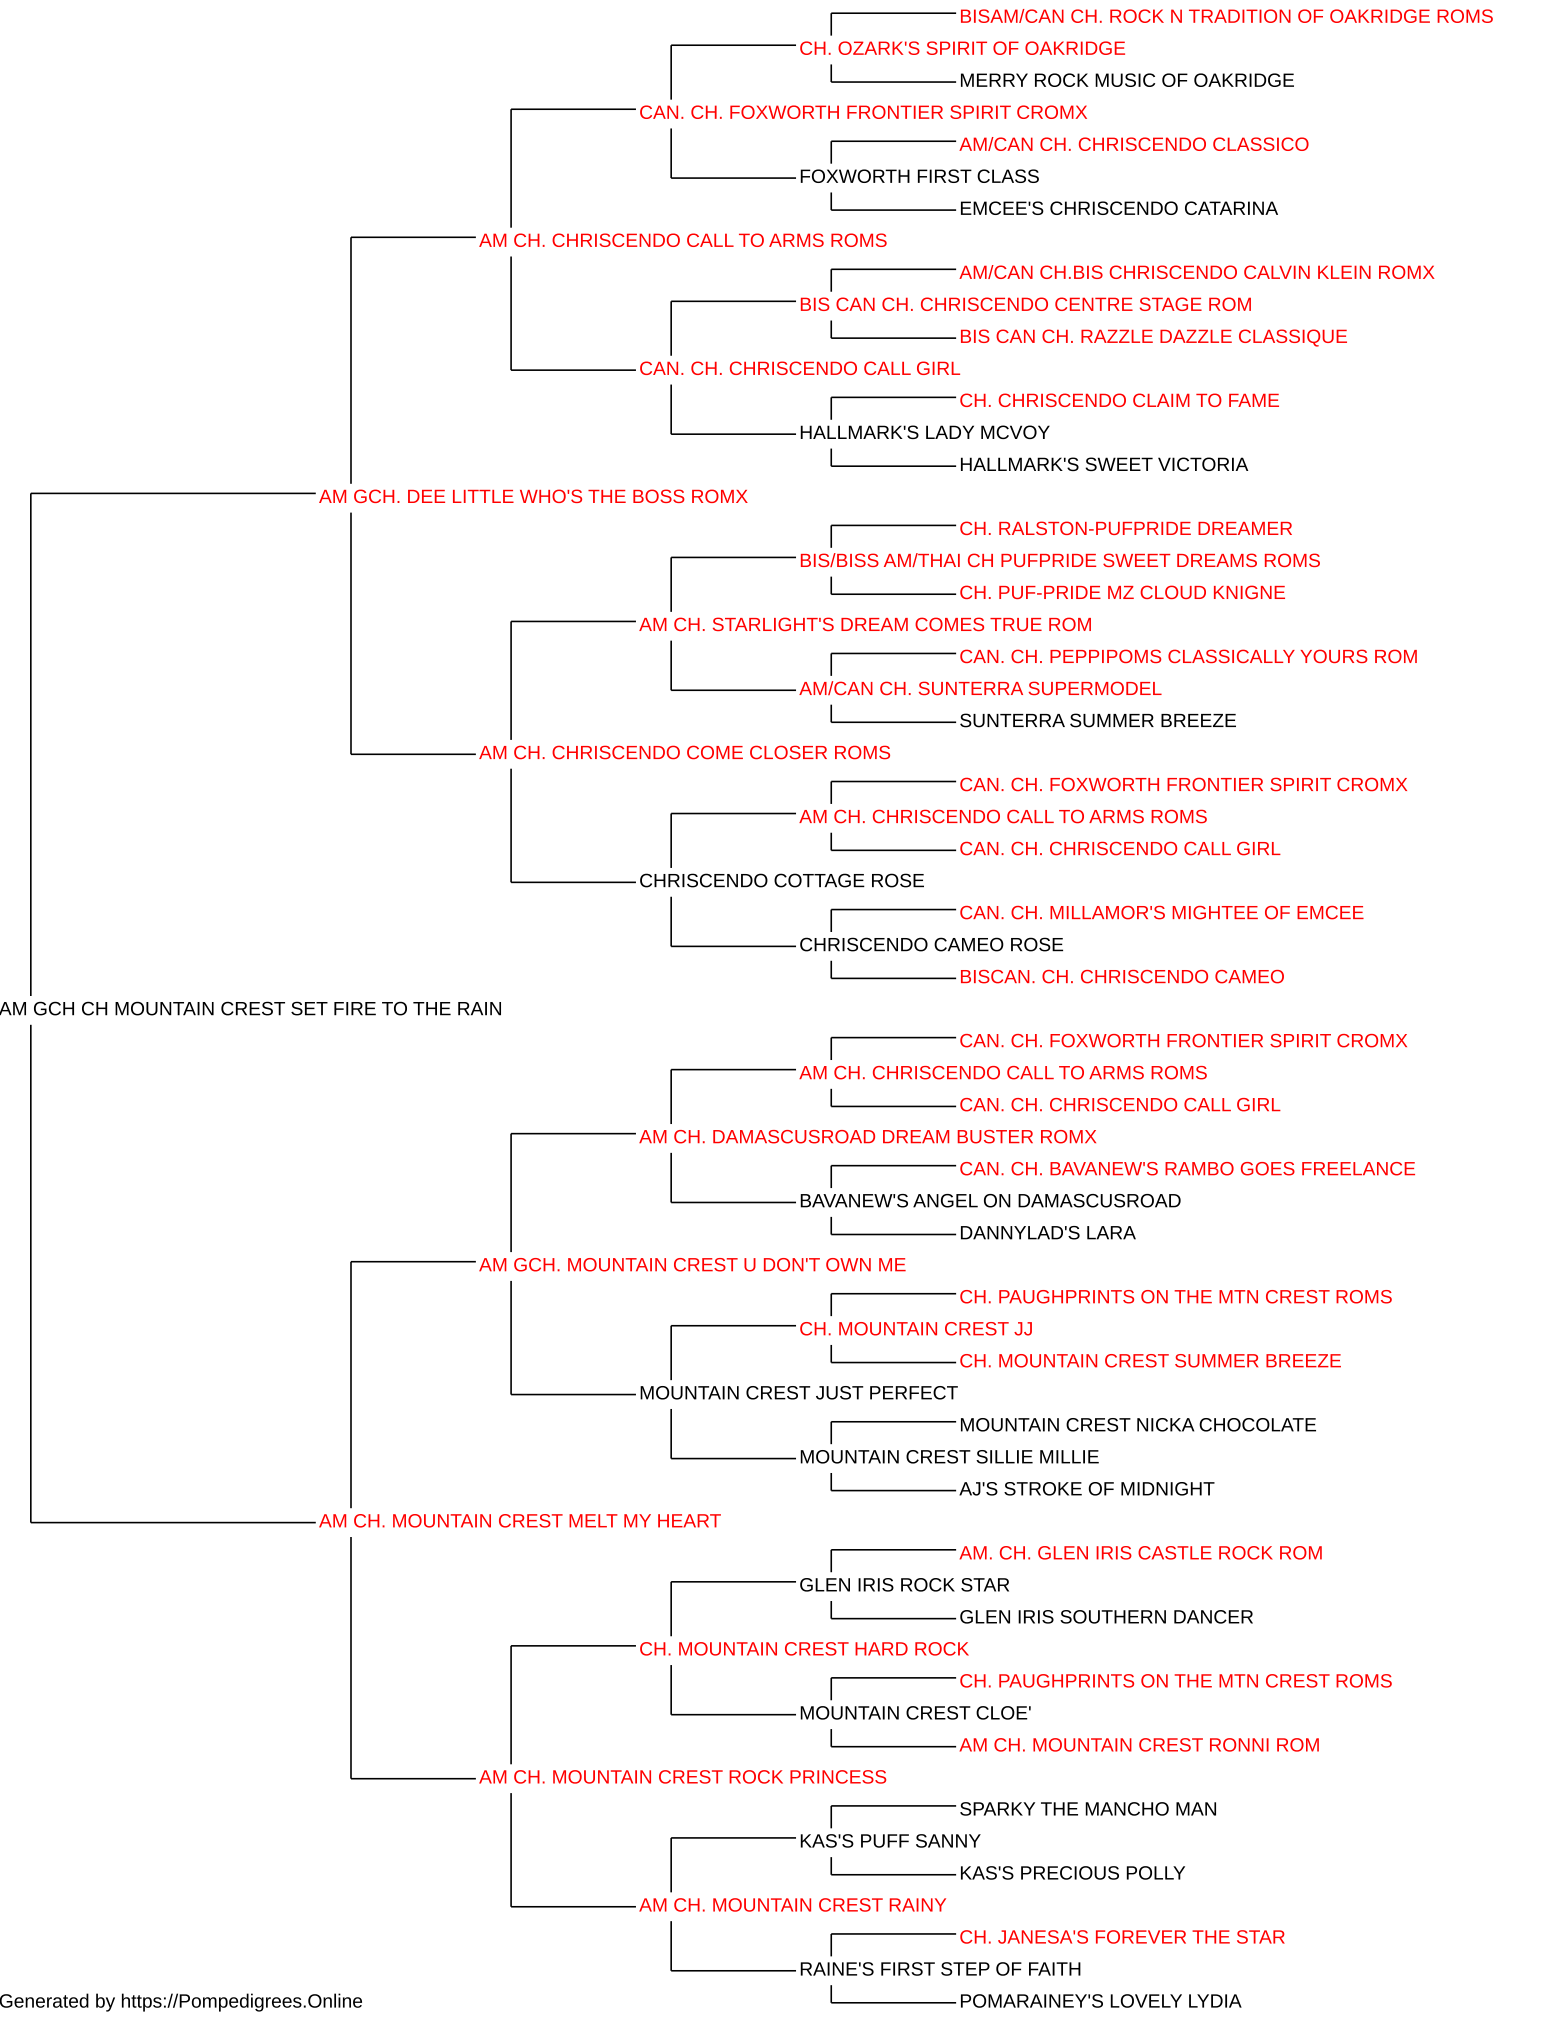 BISAM/CAN CH. ROCK N TRADITION OF OAKRIDGE ROMS
CH. OZARK'S SPIRIT OF OAKRIDGE
MERRY ROCK MUSIC OF OAKRIDGE
CAN. CH. FOXWORTH FRONTIER SPIRIT CROMX
AM/CAN CH. CHRISCENDO CLASSICO
FOXWORTH FIRST CLASS
EMCEE'S CHRISCENDO CATARINA
AM CH. CHRISCENDO CALL TO ARMS ROMS
AM/CAN CH.BIS CHRISCENDO CALVIN KLEIN ROMX
BIS CAN CH. CHRISCENDO CENTRE STAGE ROM
BIS CAN CH. RAZZLE DAZZLE CLASSIQUE
CAN. CH. CHRISCENDO CALL GIRL
CH. CHRISCENDO CLAIM TO FAME
HALLMARK'S LADY MCVOY
HALLMARK'S SWEET VICTORIA
AM GCH. DEE LITTLE WHO'S THE BOSS ROMX
CH. RALSTON-PUFPRIDE DREAMER
BIS/BISS AM/THAI CH PUFPRIDE SWEET DREAMS ROMS
CH. PUF-PRIDE MZ CLOUD KNIGNE
AM CH. STARLIGHT'S DREAM COMES TRUE ROM
CAN. CH. PEPPIPOMS CLASSICALLY YOURS ROM
AM/CAN CH. SUNTERRA SUPERMODEL
SUNTERRA SUMMER BREEZE
AM CH. CHRISCENDO COME CLOSER ROMS
CAN. CH. FOXWORTH FRONTIER SPIRIT CROMX
AM CH. CHRISCENDO CALL TO ARMS ROMS
CAN. CH. CHRISCENDO CALL GIRL
CHRISCENDO COTTAGE ROSE
CAN. CH. MILLAMOR'S MIGHTEE OF EMCEE
CHRISCENDO CAMEO ROSE
BISCAN. CH. CHRISCENDO CAMEO
AM GCH CH MOUNTAIN CREST SET FIRE TO THE RAIN
CAN. CH. FOXWORTH FRONTIER SPIRIT CROMX
AM CH. CHRISCENDO CALL TO ARMS ROMS
CAN. CH. CHRISCENDO CALL GIRL
AM CH. DAMASCUSROAD DREAM BUSTER ROMX
CAN. CH. BAVANEW'S RAMBO GOES FREELANCE
BAVANEW'S ANGEL ON DAMASCUSROAD
DANNYLAD'S LARA
AM GCH. MOUNTAIN CREST U DON'T OWN ME
CH. PAUGHPRINTS ON THE MTN CREST ROMS
CH. MOUNTAIN CREST JJ
CH. MOUNTAIN CREST SUMMER BREEZE
MOUNTAIN CREST JUST PERFECT
MOUNTAIN CREST NICKA CHOCOLATE
MOUNTAIN CREST SILLIE MILLIE
AJ'S STROKE OF MIDNIGHT
AM CH. MOUNTAIN CREST MELT MY HEART
AM. CH. GLEN IRIS CASTLE ROCK ROM
GLEN IRIS ROCK STAR
GLEN IRIS SOUTHERN DANCER
CH. MOUNTAIN CREST HARD ROCK
CH. PAUGHPRINTS ON THE MTN CREST ROMS
MOUNTAIN CREST CLOE'
AM CH. MOUNTAIN CREST RONNI ROM
AM CH. MOUNTAIN CREST ROCK PRINCESS
SPARKY THE MANCHO MAN
KAS'S PUFF SANNY
KAS'S PRECIOUS POLLY
AM CH. MOUNTAIN CREST RAINY
CH. JANESA'S FOREVER THE STAR
RAINE'S FIRST STEP OF FAITH
Generated by https://Pompedigrees.Online
POMARAINEY'S LOVELY LYDIA